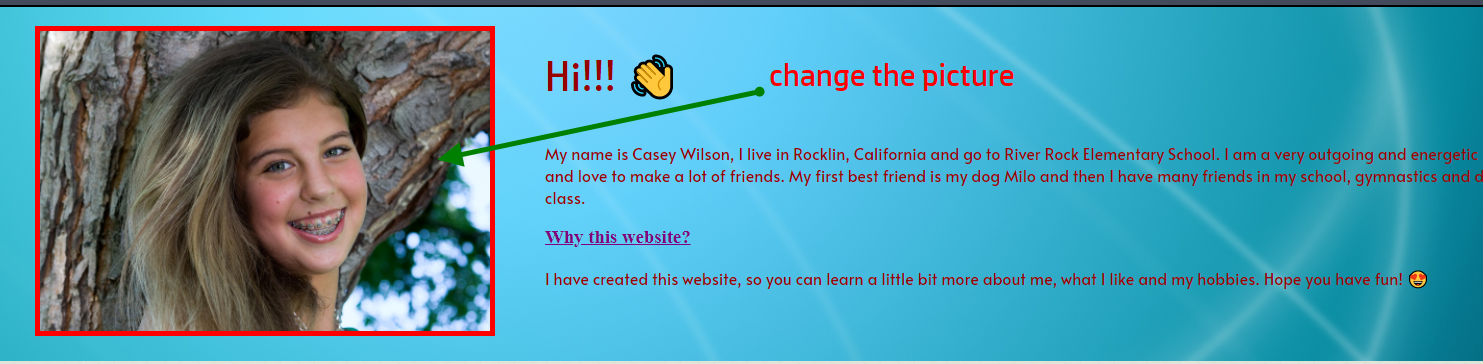 Hi!!! 👋
change the picture
My name is Casey Wilson, I live in Rocklin, California and go to River Rock Elementary School. I am a very outgoing and energetic
and love to make a lot of friends. My first best friend is my dog Milo and then I have many friends in my school, gymnastics and
class.
Why this website?
I have created this website, so you can learn a little bit more about me, what I like and my hobbies. Hope you have fun! 😍